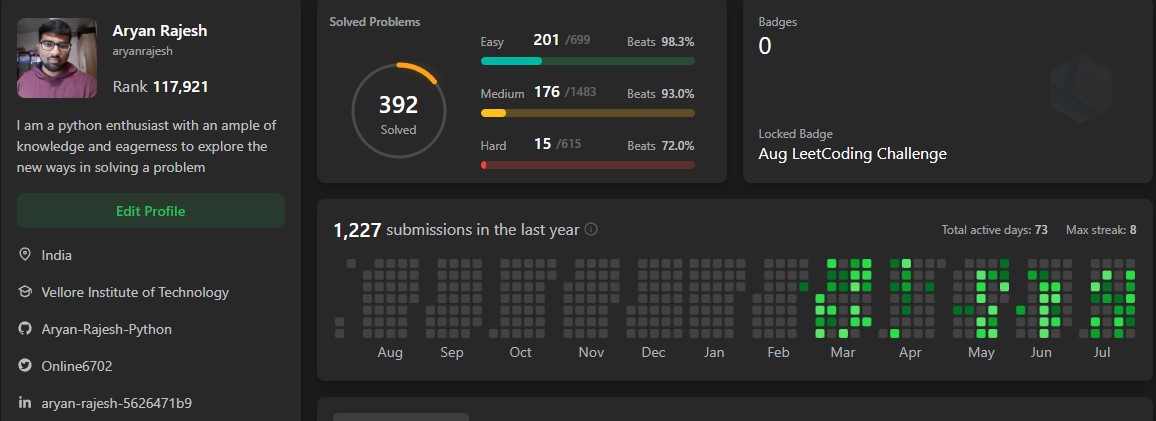 Aryan Rajesh
aryanrajesh
Rank 117,921
I am a python enthusiast with an ample of
knowledge and eagerness to explore the
new ways in solving a problem
Edit Profile
India
Vellore Institute of Technology
Aryan-Rajesh-Python
Online6702
aryan-rajesh-5626471b9
Solved Problems
392
Solved
Easy 201 /699 Beats 98.3%
Medium 176 /1483 Beats 93.0%
Hard 15 /615 Beats 72.0%
Badges
0
Locked Badge
Aug LeetCoding Challenge
1,227 submissions in the last year
Total active days: 73 Max streak: 8
Aug Sep Oct Nov Dec Jan Feb Mar Apr May Jun Jul